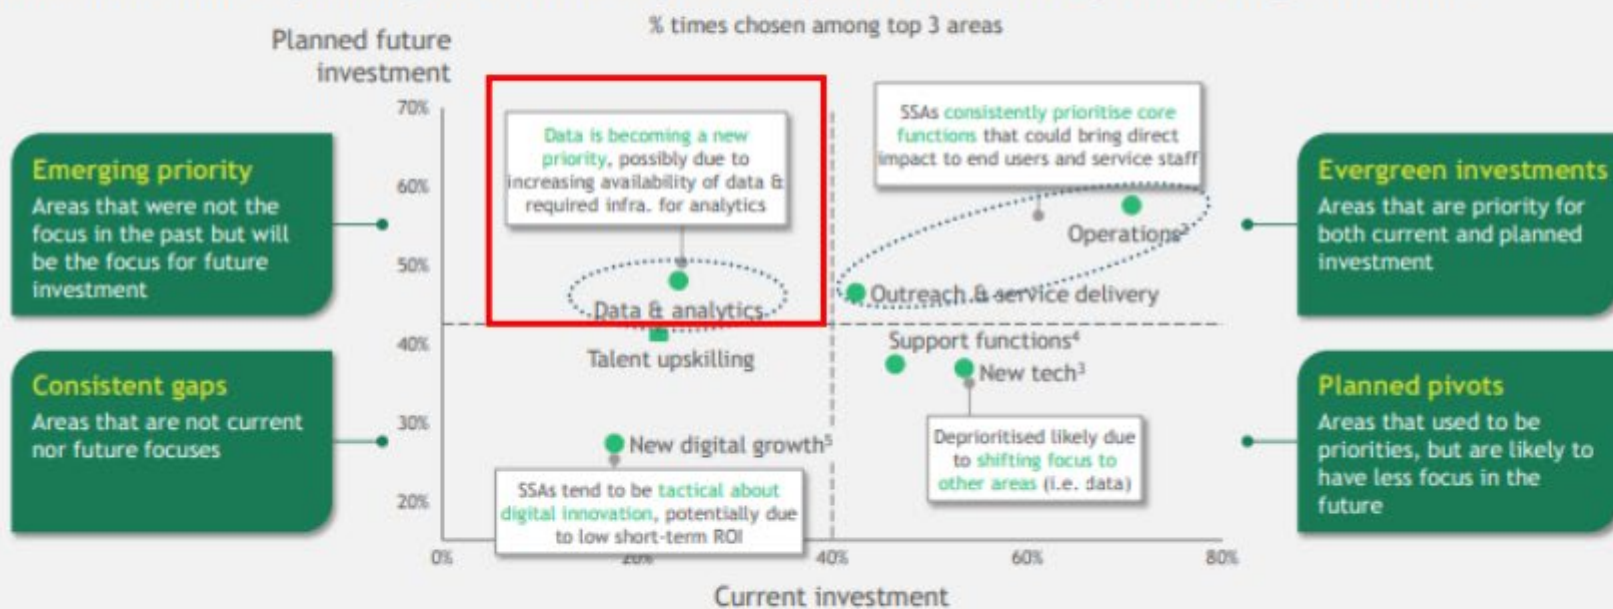 % times chosen among top 3 areas
Planned future
investment
70%
60%
50%
40%
30%
20%
0%
20%
40%
60%
80%
Current investment
Emerging priority
Areas that were not the
focus in the past but will
be the focus for future
investment
Consistent gaps
Areas that are not current
nor future focuses
Data is becoming a new
priority, possibly due to
increasing availability of data &
required infra. for analytics
Data & analytics
Talent upskilling
New digital growth⁵
SSAs tend to be tactical about
digital innovation, potentially due
to low short-term ROI
SSAs consistently prioritise core
functions that could bring direct
impact to end users and service staff
Operations²
Outreach & service delivery
Support functions⁴
New tech³
Deprioritised likely due
to shifting focus to
other areas (i.e. data)
Evergreen investments
Areas that are priority for
both current and planned
investment
Planned pivots
Areas that used to be
priorities, but are likely to
have less focus in the
future